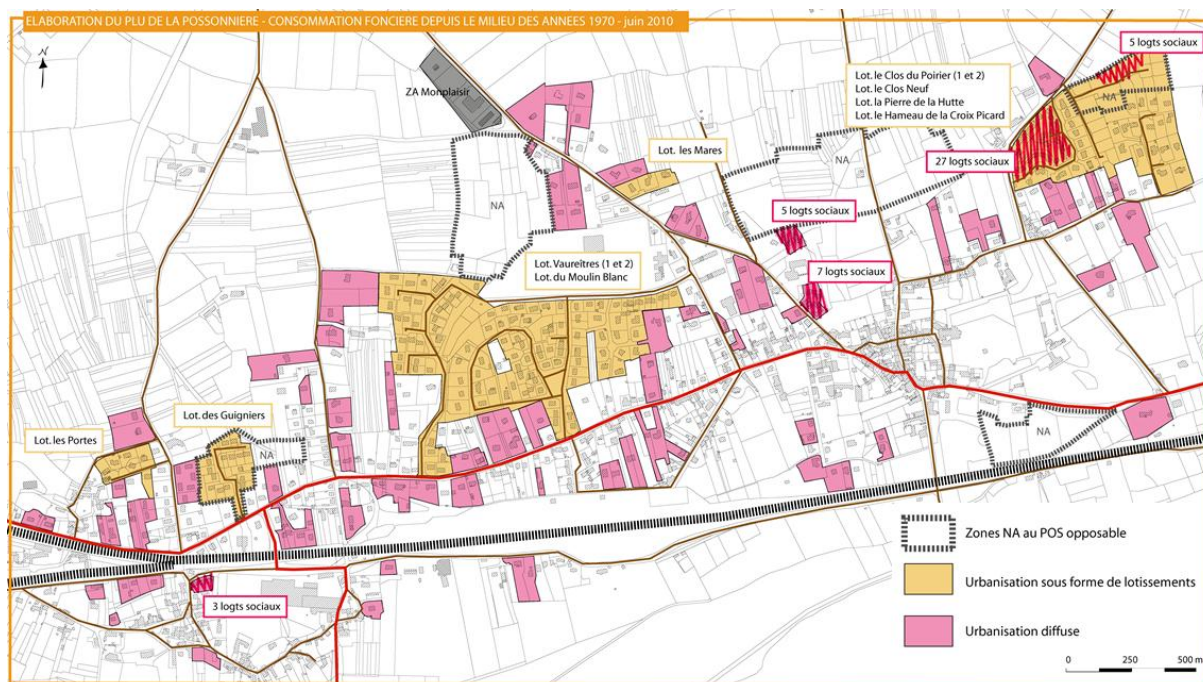 ELABORATION DU PLU DE LA POSSONNIERE - CONSOMMATION FONCIERE DEPUIS LE MILIEU DES ANNEES 1970 - juin 2010
N
5 logts sociaux
ZA Monplaisir
Lot. le Clos du Poirier (1 et 2)
Lot. le Clos Neuf
Lot. la Pierre de la Hutte
Lot. le Hameau de la Croix Picard
NA
Lot. les Mares
NA
27 logts sociaux
NA
5 logts sociaux
Lot. Vaureîtres (1 et 2)
Lot. du Moulin Blanc
7 logts sociaux
Lot. des Guigniers
Lot. les Portes
NA
NA
Zones NA au POS opposable
Urbanisation sous forme de lotissements
3 logts sociaux
Urbanisation diffuse
0 250 500 m